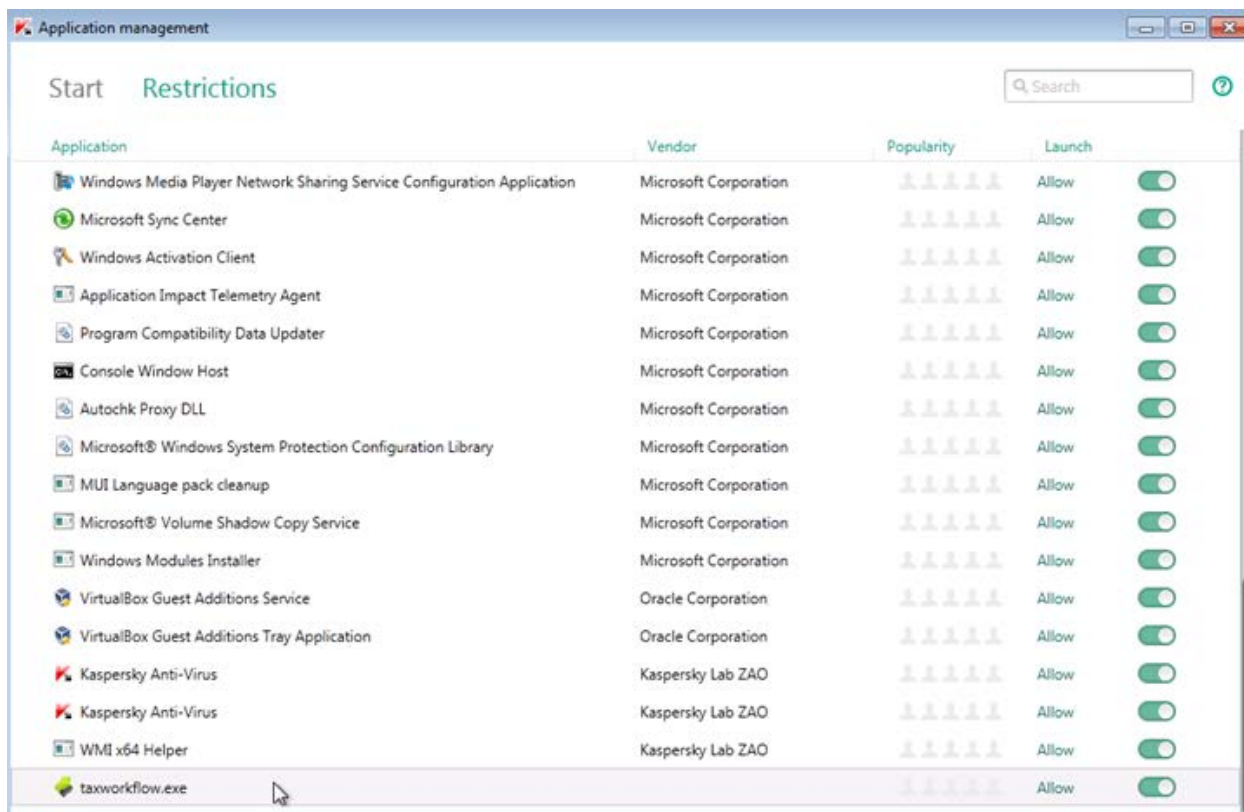 Application management
Start Restrictions Search
Application Vendor Popularity Launch
Windows Media Player Network Sharing Service Configuration Application Microsoft Corporation Allow
Microsoft Sync Center Microsoft Corporation Allow
Windows Activation Client Microsoft Corporation Allow
Application Impact Telemetry Agent Microsoft Corporation Allow
Program Compatibility Data Updater Microsoft Corporation Allow
Console Window Host Microsoft Corporation Allow
Autochk Proxy DLL Microsoft Corporation Allow
Microsoft® Windows System Protection Configuration Library Microsoft Corporation Allow
MUI Language pack cleanup Microsoft Corporation Allow
Microsoft® Volume Shadow Copy Service Microsoft Corporation Allow
Windows Modules Installer Microsoft Corporation Allow
VirtualBox Guest Additions Service Oracle Corporation Allow
VirtualBox Guest Additions Tray Application Oracle Corporation Allow
Kaspersky Anti-Virus Kaspersky Lab ZAO Allow
Kaspersky Anti-Virus Kaspersky Lab ZAO Allow
WMI x64 Helper Kaspersky Lab ZAO Allow
taxworkflow.exe Allow